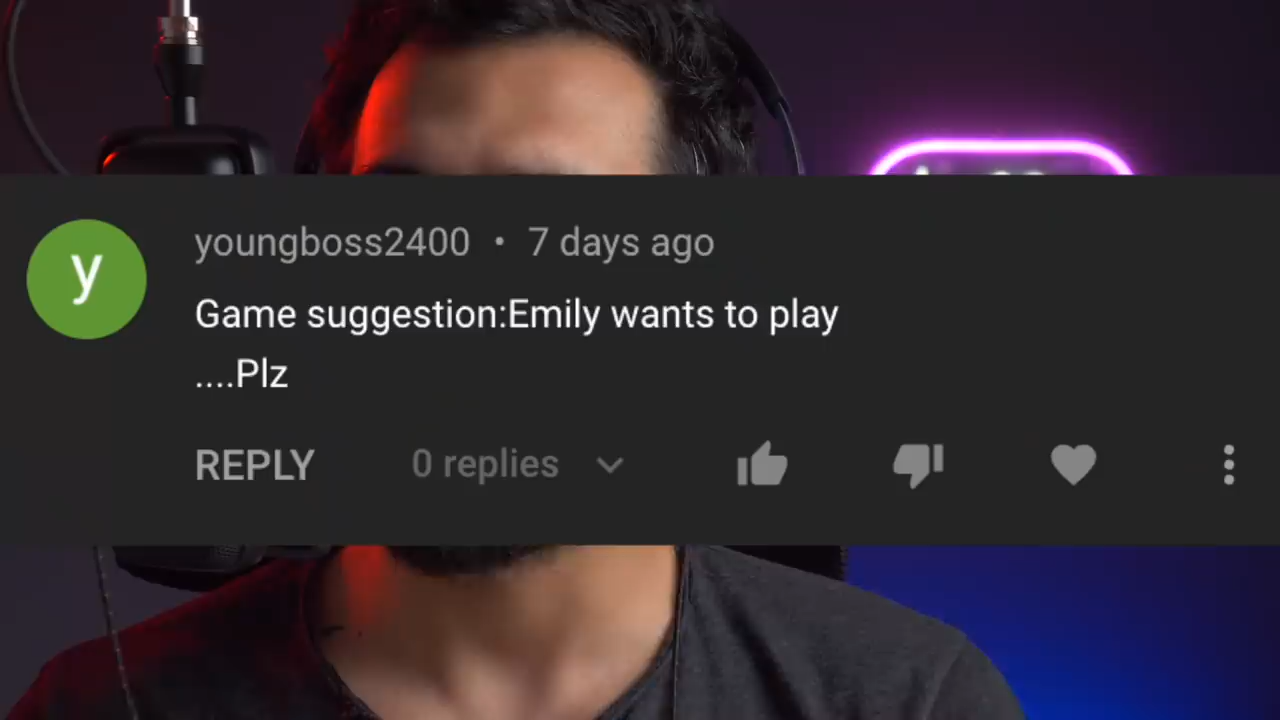 y
youngboss2400 • 7 days ago
Game suggestion:Emily wants to play
....Plz
REPLY 0 replies